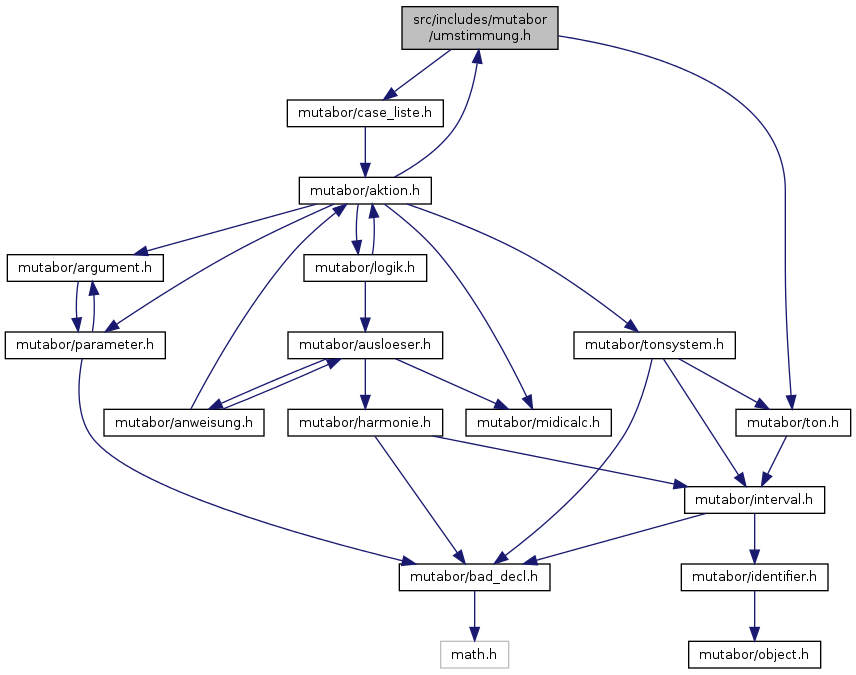 src/includes/mutabor
/umstimmung.h
mutabor/case_liste.h
mutabor/aktion.h
mutabor/argument.h
mutabor/logik.h
mutabor/parameter.h
mutabor/ausloeser.h
mutabor/tonsystem.h
mutabor/anweisung.h
mutabor/harmonie.h
mutabor/midicalc.h
mutabor/ton.h
mutabor/interval.h
mutabor/bad_decl.h
mutabor/identifier.h
math.h
mutabor/object.h